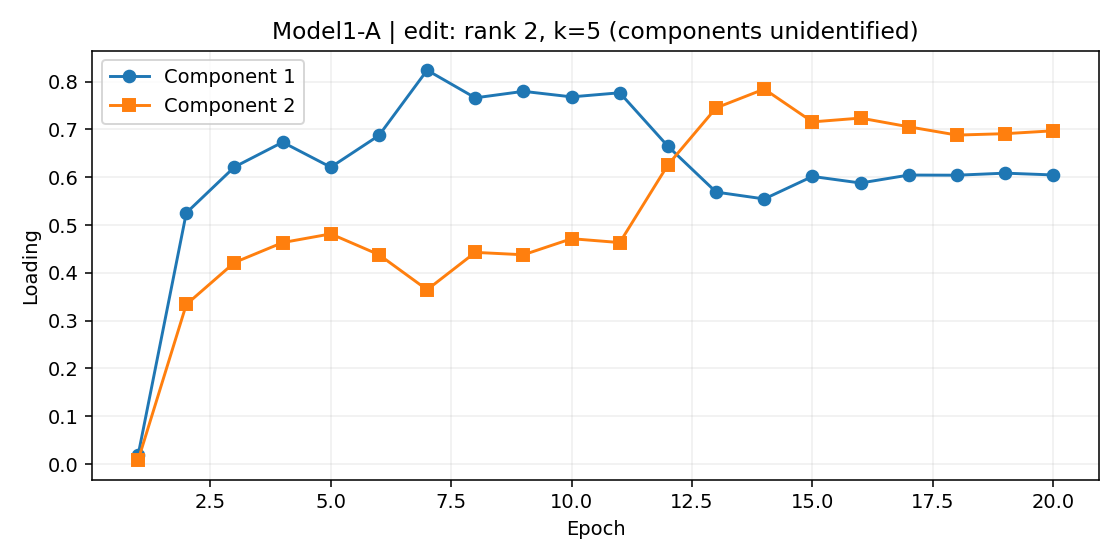 Model1-A | edit: rank 2, k=5 (components unidentified)
Component 1
Component 2
0.8
0.7
0.6
0.5
0.4
0.3
0.2
0.1
0.0
Loading
2.5 5.0 7.5 10.0 12.5 15.0 17.5 20.0
Epoch